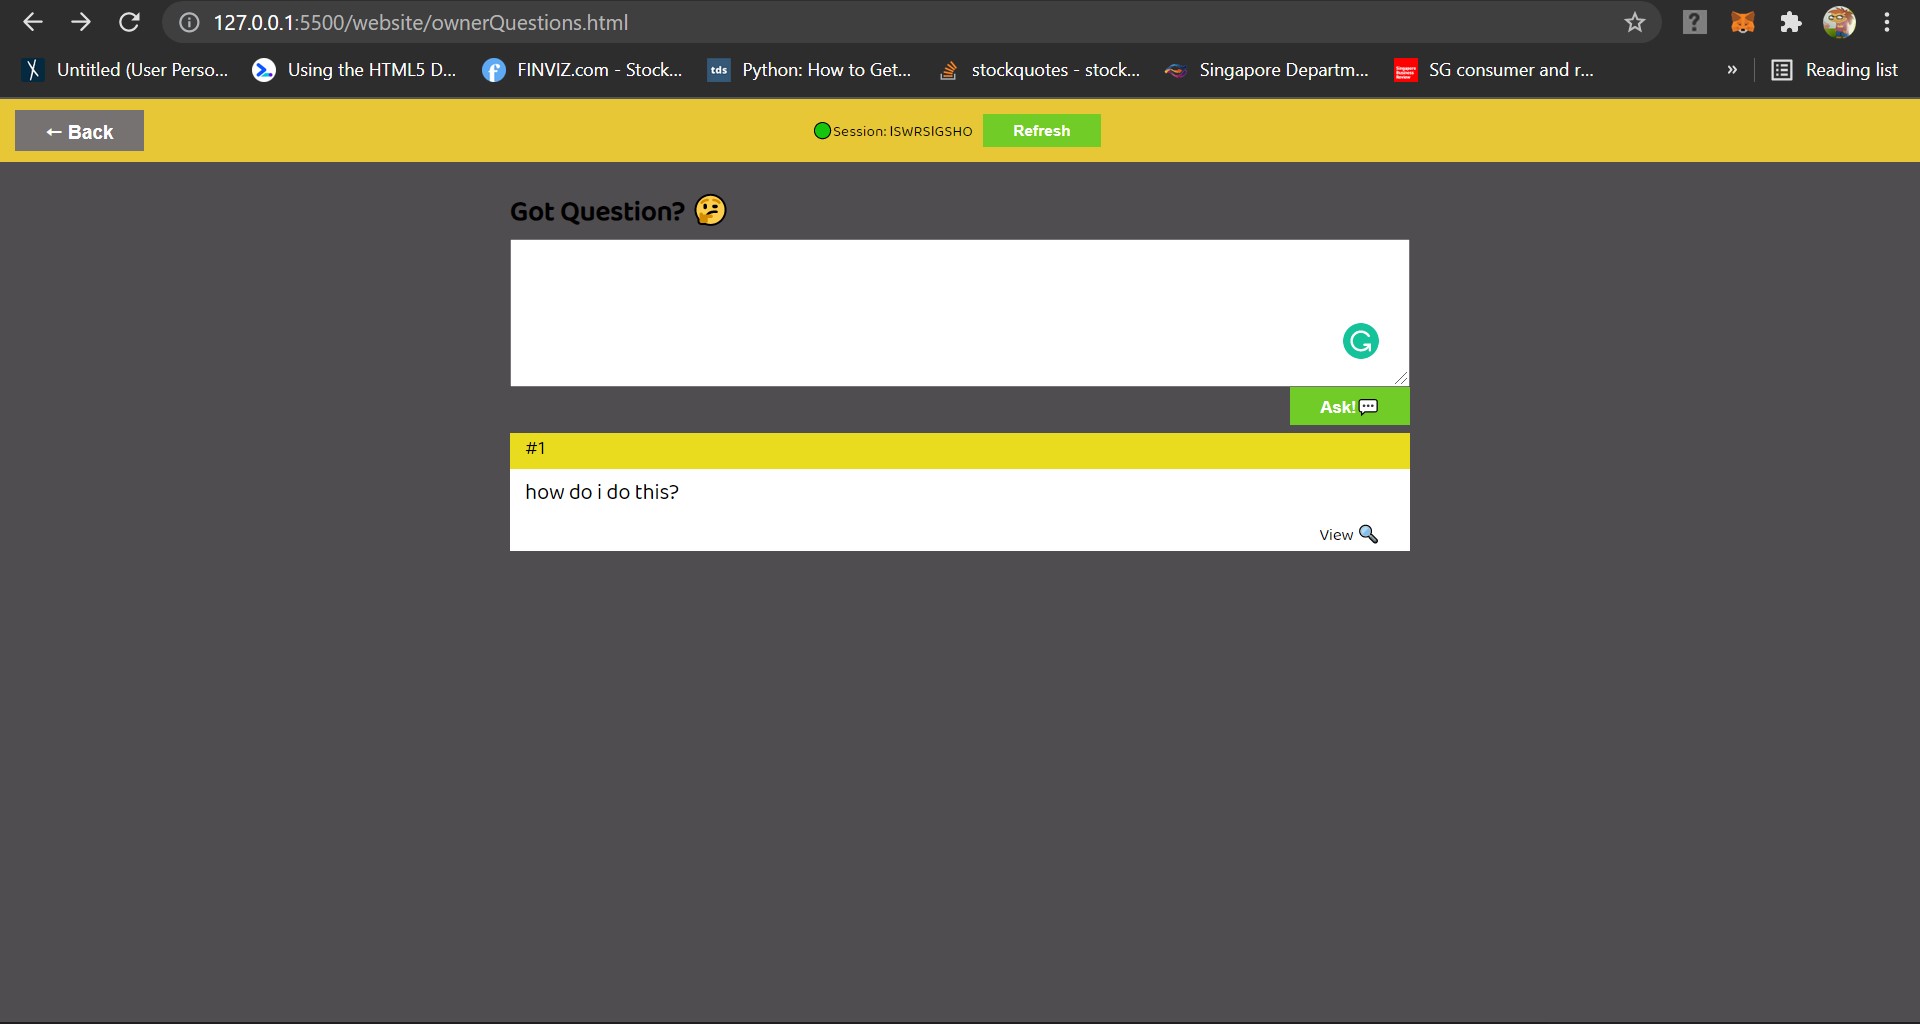 127.0.0.1:5500/website/ownerQuestions.html
Untitled (User Perso... Using the HTML5 D... FINVIZ.com - Stock... tds Python: How to Get... stockquotes - stock... Singapore Departm... SG consumer and r... » Reading list
← Back
Session: Refresh
Got Question? 🤔
Ask!💬
#1
how do i do this?
View 🔍